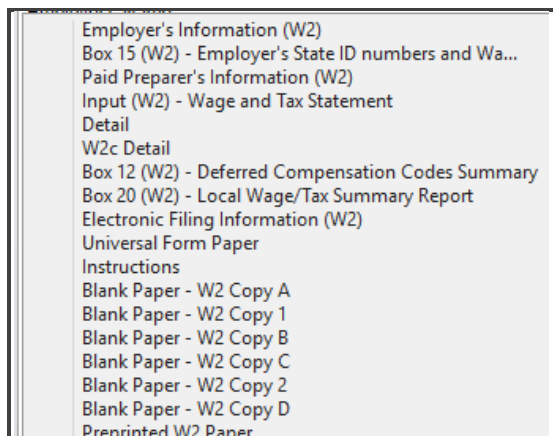 Employer's Information (W2)
Box 15 (W2) - Employer's State ID numbers and Wa...
Paid Preparer's Information (W2)
Input (W2) - Wage and Tax Statement
Detail
W2c Detail
Box 12 (W2) - Deferred Compensation Codes Summary
Box 20 (W2) - Local Wage/Tax Summary Report
Electronic Filing Information (W2)
Universal Form Paper
Instructions
Blank Paper - W2 Copy A
Blank Paper - W2 Copy 1
Blank Paper - W2 Copy B
Blank Paper - W2 Copy C
Blank Paper - W2 Copy 2
Blank Paper - W2 Copy D
Preprinted W2 Paper